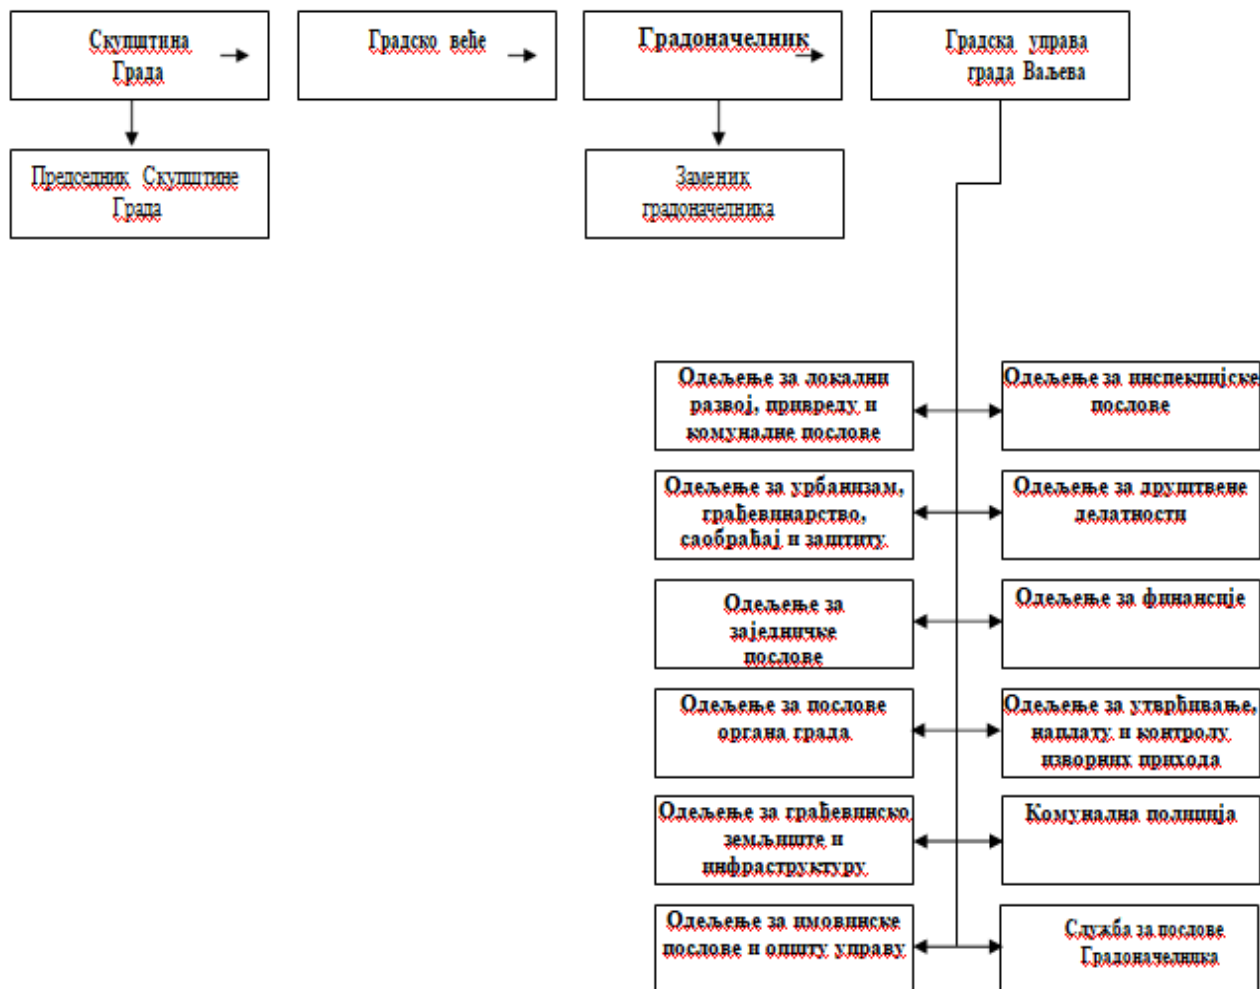 Скупштина
Града
Градско веће
Градоначелник
Градска управа
града Ваљева
Председник Скупштине
Града
Заменик
градоначелника
Одељење за локални
развој, привреду и
комуналне послове
Одељење за инспекцијске
послове
Одељење за урбанизам,
грађевинарство,
саобраћај и заштиту
Одељење за друштвене
делатности
Одељење за
заједничке
послове
Одељење за финансије
Одељење за послове
органа града
Одељење за утврђивање,
наплату и контролу
изворних прихода
Одељење за грађевинско
земљиште и
инфраструктуру
Комунална полиција
Одељење за имовинске
послове и општу управу
Служба за послове
Градоначелника